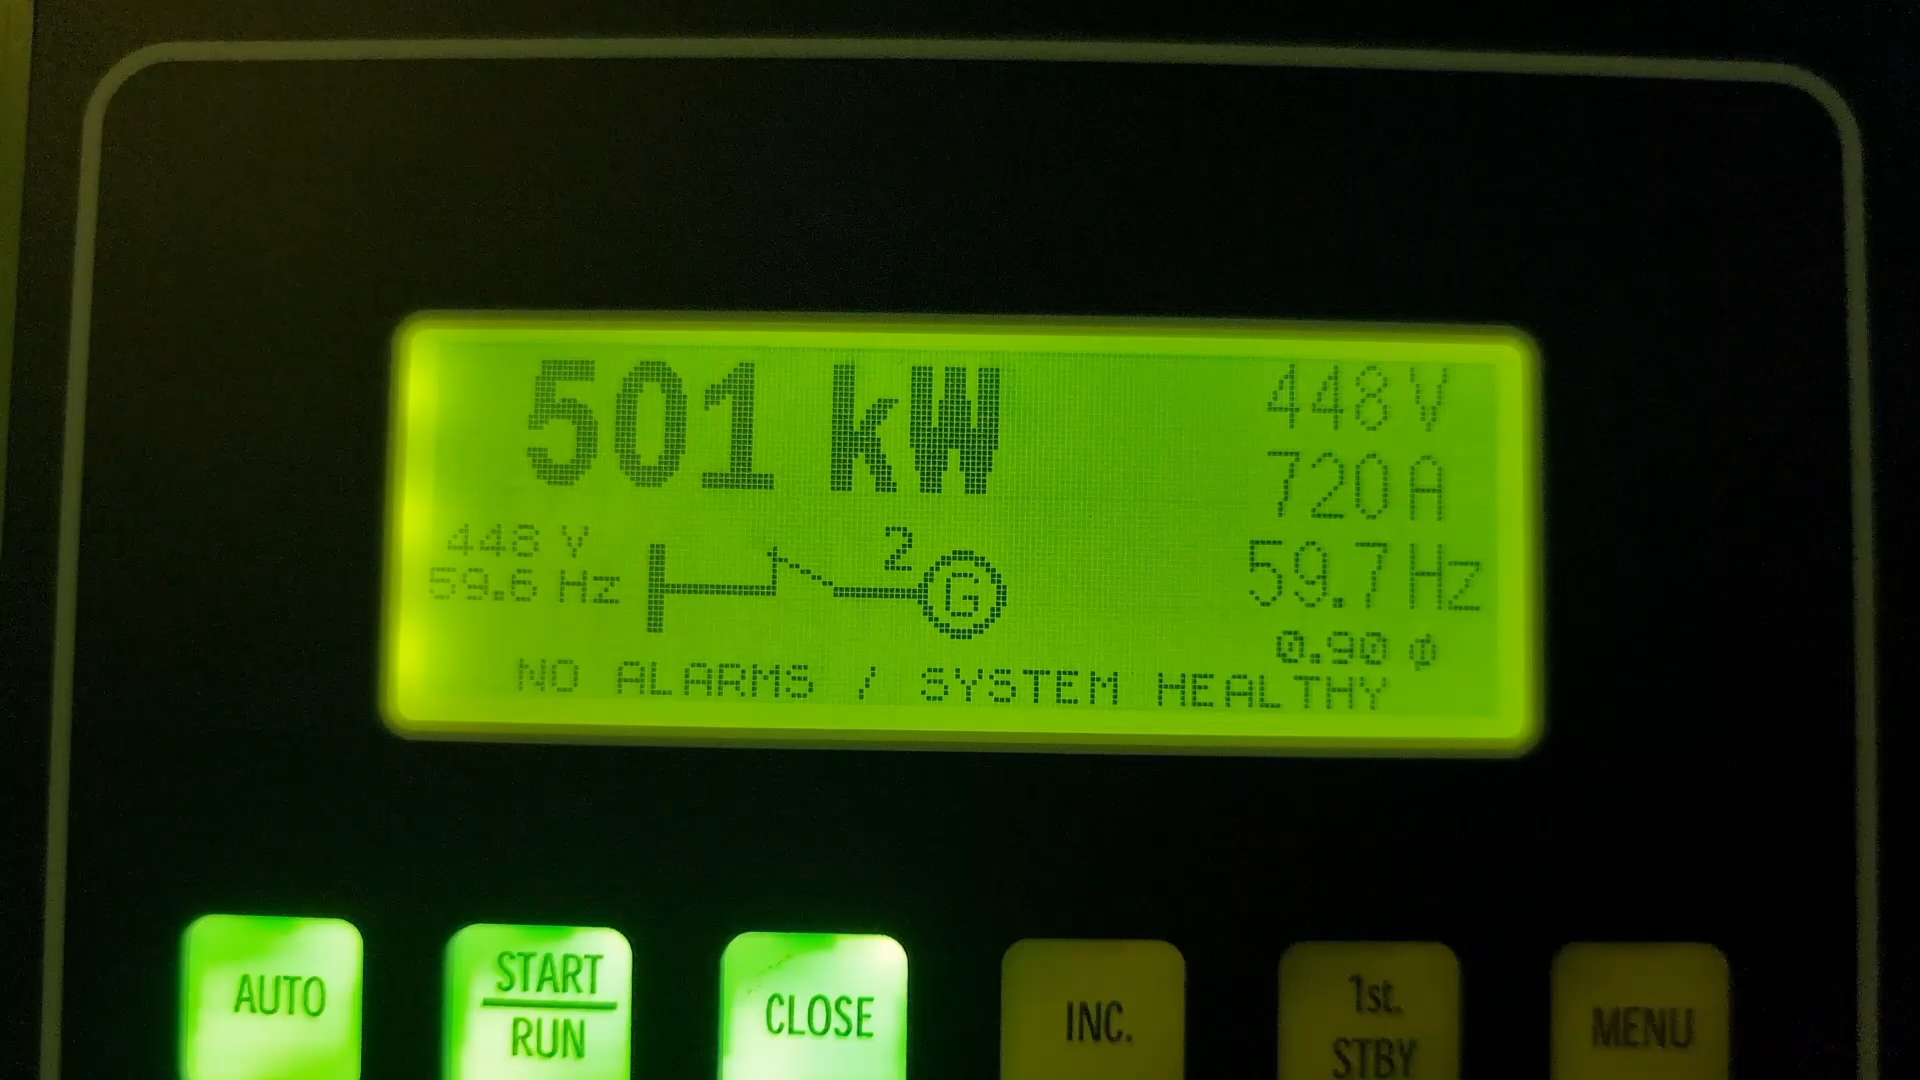 501 kW
448 V
720 A
59.7 Hz
0.90 φ
448 V
59.6 Hz
2
G
NO ALARMS / SYSTEM HEALTHY
AUTO
START
RUN
CLOSE
INC.
1st.
STBY
MENU